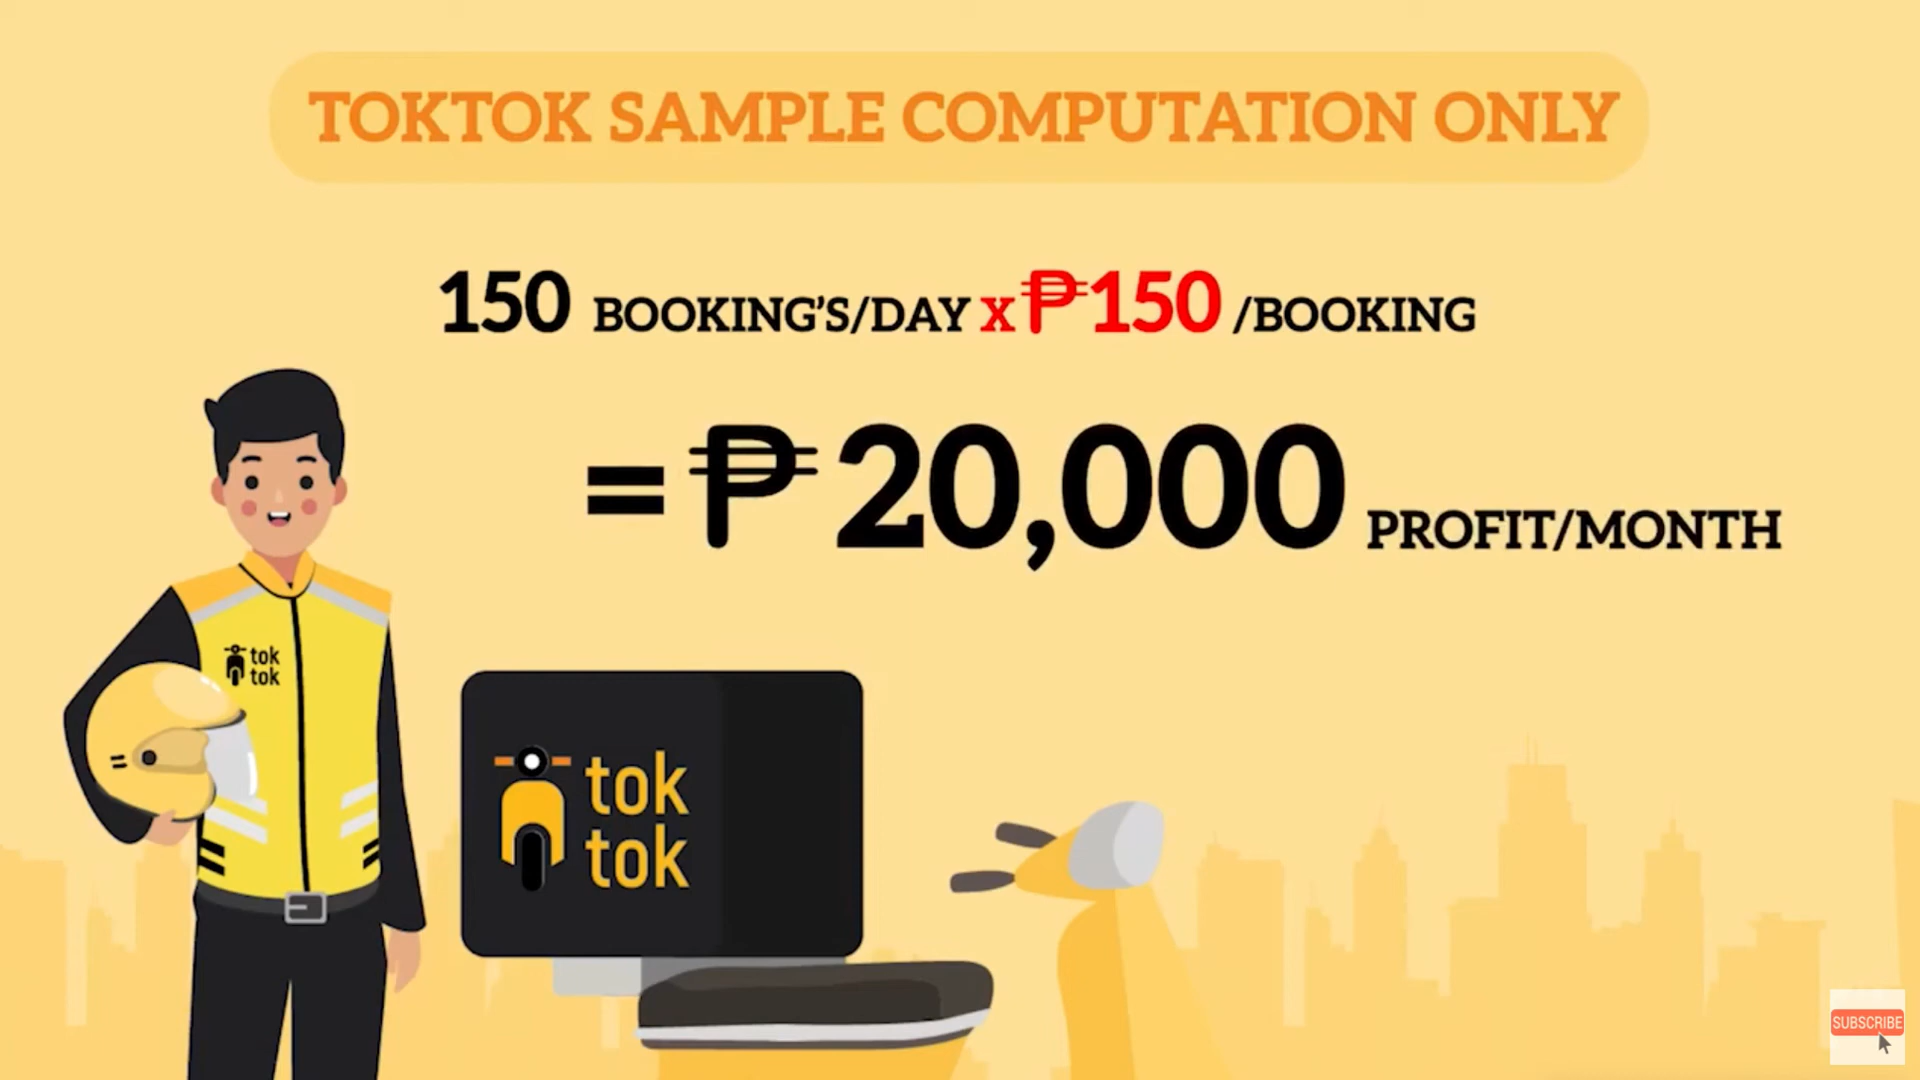 TOKTOK SAMPLE COMPUTATION ONLY
150 BOOKING'S/DAY x ₱150 /BOOKING
= ₱ 20,000 PROFIT/MONTH
tok
tok
tok
tok
SUBSCRIBE